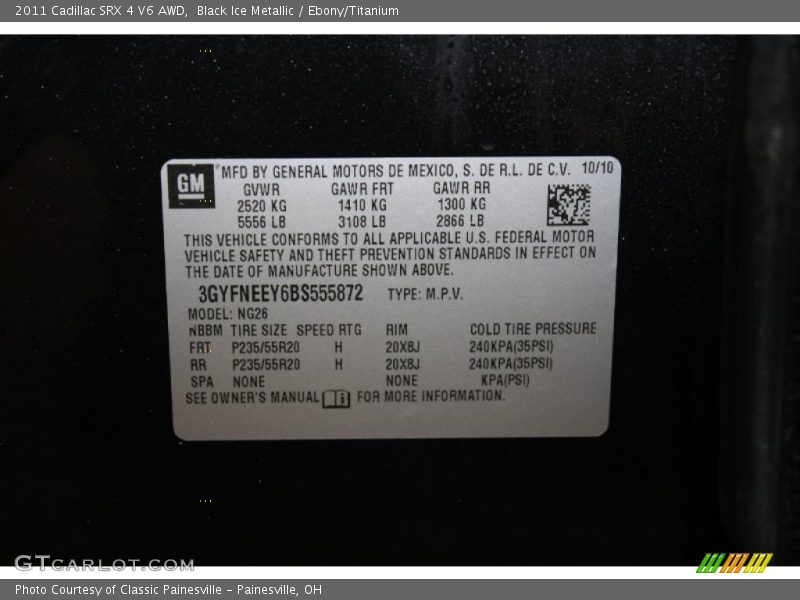 2011 Cadillac SRX 4 V6 AWD,  Black Ice Metallic / Ebony/Titanium
GM
MFD BY GENERAL MOTORS DE MEXICO, S. DE R.L. DE C.V. 10/10
GVWR GAWR FRT GAWR RR
2520 KG 1410 KG 1300 KG
5556 LB 3108 LB 2866 LB
THIS VEHICLE CONFORMS TO ALL APPLICABLE U.S. FEDERAL MOTOR
VEHICLE SAFETY AND THEFT PREVENTION STANDARDS IN EFFECT ON
THE DATE OF MANUFACTURE SHOWN ABOVE.
3GYFNEEY6BS555872 TYPE: M.P.V.
MODEL: NG26
NBBM TIRE SIZE SPEED RTG RIM COLD TIRE PRESSURE
FRT P235/55R20 H 20X8J 240KPA(35PSI)
RR P235/55R20 H 20X8J 240KPA(35PSI)
SPA NONE NONE KPA(PSI)
SEE OWNER'S MANUAL FOR MORE INFORMATION.
GTCARLOT.COM
Photo Courtesy of Classic Painesville – Painesville, OH